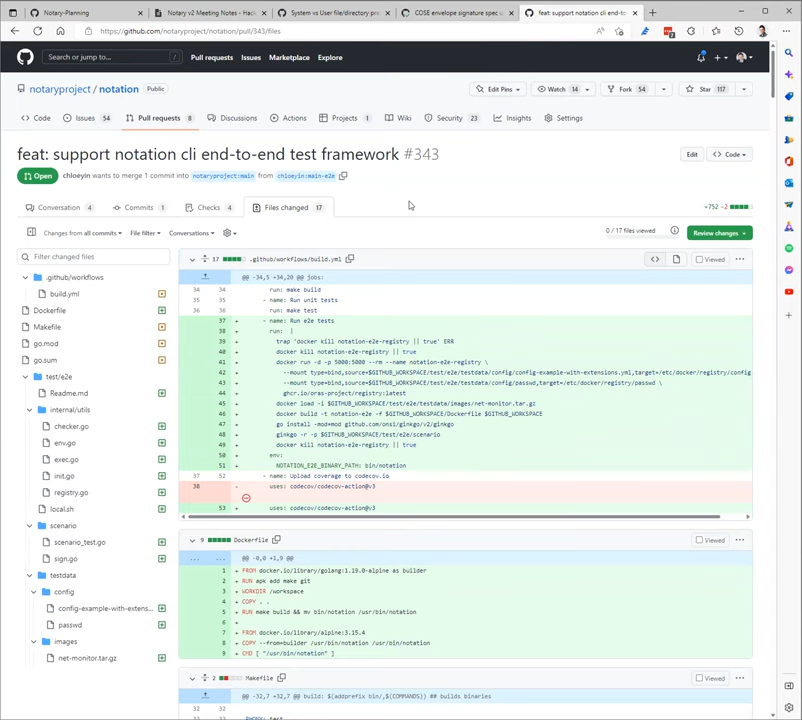 Notary-Planning
Notary v2 Meeting Notes - Hack
System v User file/directory pre
COSE envelope signature spec u
feat: support notation cli end-to
https://github.com/notaryproject/notation/pull/343/files
Search or jump to...
/
Pull requests
Issues
Marketplace
Explore
notaryproject / notation
Public
Edit Pins
Watch 14
Fork 54
Star 117
Code
Issues 54
Pull requests 8
Discussions
Actions
Projects 1
Wiki
Security 23
Insights
Settings
feat: support notation cli end-to-end test framework #343
Edit
Code
Open
chloeyin wants to merge 1 commit into notaryproject:main from chloeyin:main-e2e
Conversation 4
Commits 1
Checks 4
Files changed 17
+752 −2
Changes from all commits
File filter
Conversations
0 / 17 files viewed
Review changes
Filter changed files
.github/workflows
build.yml
Dockerfile
Makefile
go.mod
go.sum
test/e2e
Readme.md
internal/utils
checker.go
env.go
exec.go
init.go
registry.go
local.sh
scenario
scenario_test.go
sign.go
testdata
config
config-example-with-extens...
passwd
images
net-monitor.tar.gz
17 .github/workflows/build.yml
Viewed
@@ -34,5 +34,20 @@ jobs:
34 34 run: make build
35 35 - name: Run unit tests
36 36 run: make test
37 + - name: Run e2e tests
38 + run: |
39 + trap 'docker kill notation-e2e-registry || true' ERR
40 + docker kill notation-e2e-registry || true
41 + docker run -d -p 5000:5000 --rm --name notation-e2e-registry \
42 + --mount type=bind,source=$GITHUB_WORKSPACE/test/e2e/testdata/config/config-example-with-extensions.yml,target=/etc/docker/registry/config
43 + --mount type=bind,source=$GITHUB_WORKSPACE/test/e2e/testdata/config/passwd,target=/etc/docker/registry/passwd \
44 + ghcr.io/oras-project/registry:latest
45 + docker load -i $GITHUB_WORKSPACE/test/e2e/testdata/images/net-monitor.tar.gz
46 + docker build -t notation-e2e -f $GITHUB_WORKSPACE/Dockerfile $GITHUB_WORKSPACE
47 + go install -mod=mod github.com/onsi/ginkgo/v2/ginkgo
48 + ginkgo -r -p $GITHUB_WORKSPACE/test/e2e/scenario
49 + docker kill notation-e2e-registry || true
50 + env:
51 + NOTATION_E2E_BINARY_PATH: bin/notation
37 52 - name: Upload coverage to codecov.io
38 - uses: codecov/codecov-action@v3
53 + uses: codecov/codecov-action@v3
9 Dockerfile
Viewed
@@ -0,0 +1,9 @@
1 + FROM docker.io/library/golang:1.19.0-alpine as builder
2 + RUN apk add make git
3 + WORKDIR /workspace
4 + COPY . .
5 + RUN make build && mv bin/notation /usr/bin/notation
6 +
7 + FROM docker.io/library/alpine:3.15.4
8 + COPY --from=builder /usr/bin/notation /usr/bin/notation
9 + CMD [ "/usr/bin/notation" ]
2 Makefile
Viewed
@@ -32,7 +32,7 @@ build: $(addprefix bin/,$(COMMANDS)) ## builds binaries
32 32
.PHONY: test